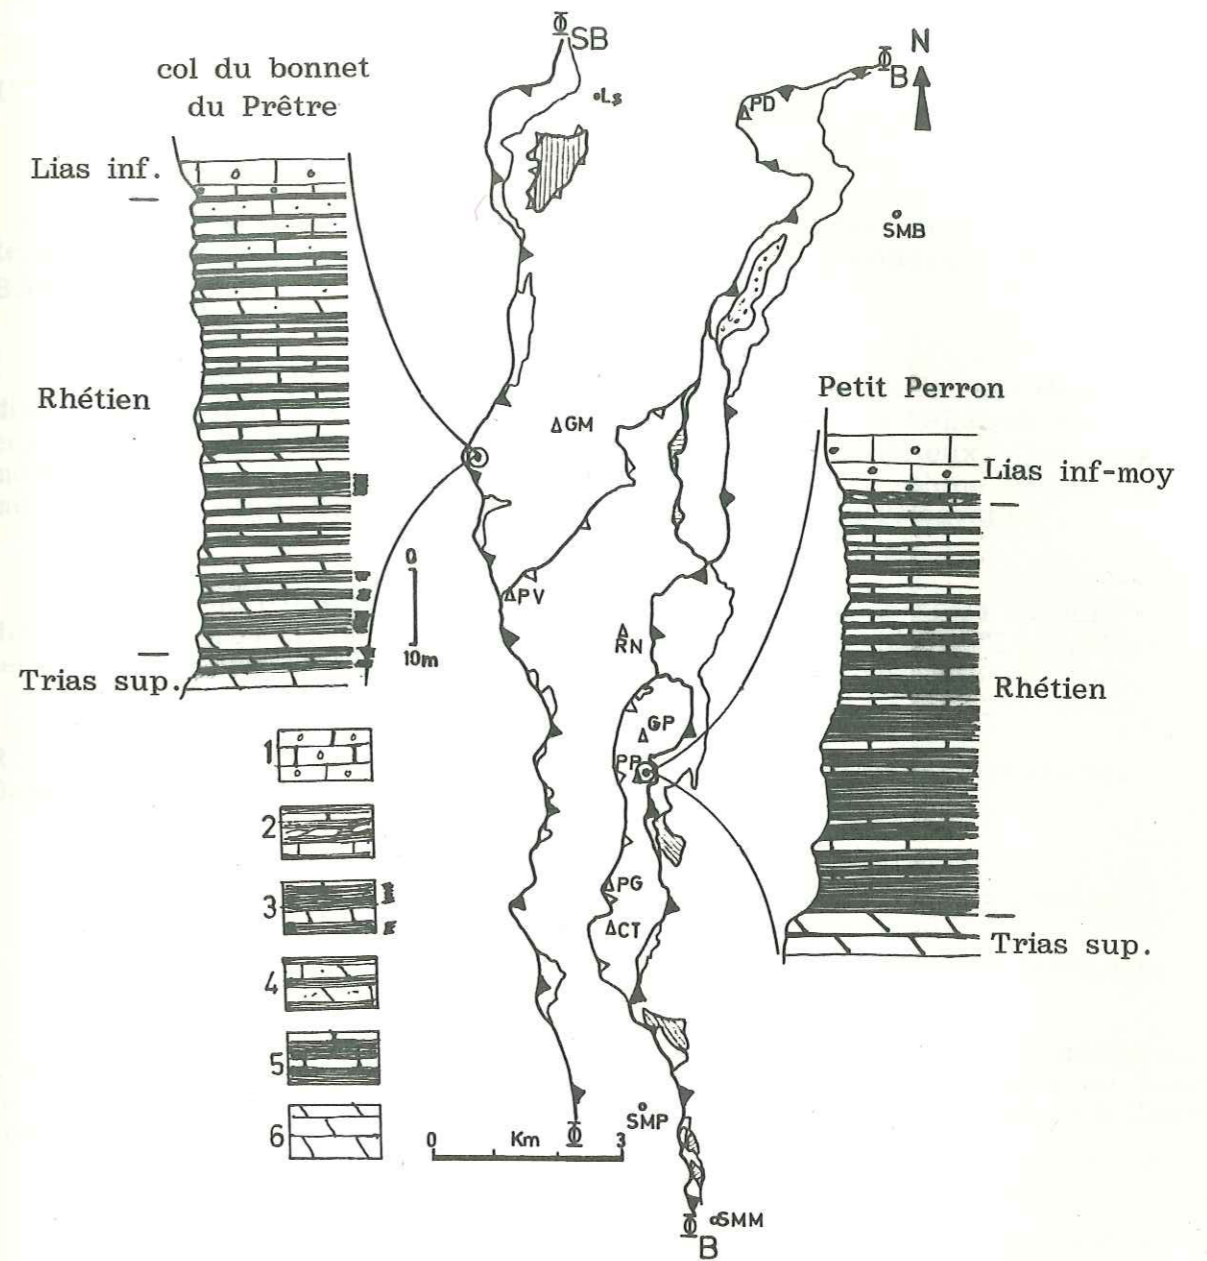 Φ SB
col du bonnet
du Prêtre
N
Φ B
Ls
PD
Lias inf.
SMB
Rhétien
Petit Perron
GM
Lias inf-moy
0
10m
PV
RN
Rhétien
Trias sup.
GP
PP
1
2
3
PG
CT
Trias sup.
4
5
6
SMP
0 Km 3
Φ
SMM
Φ B